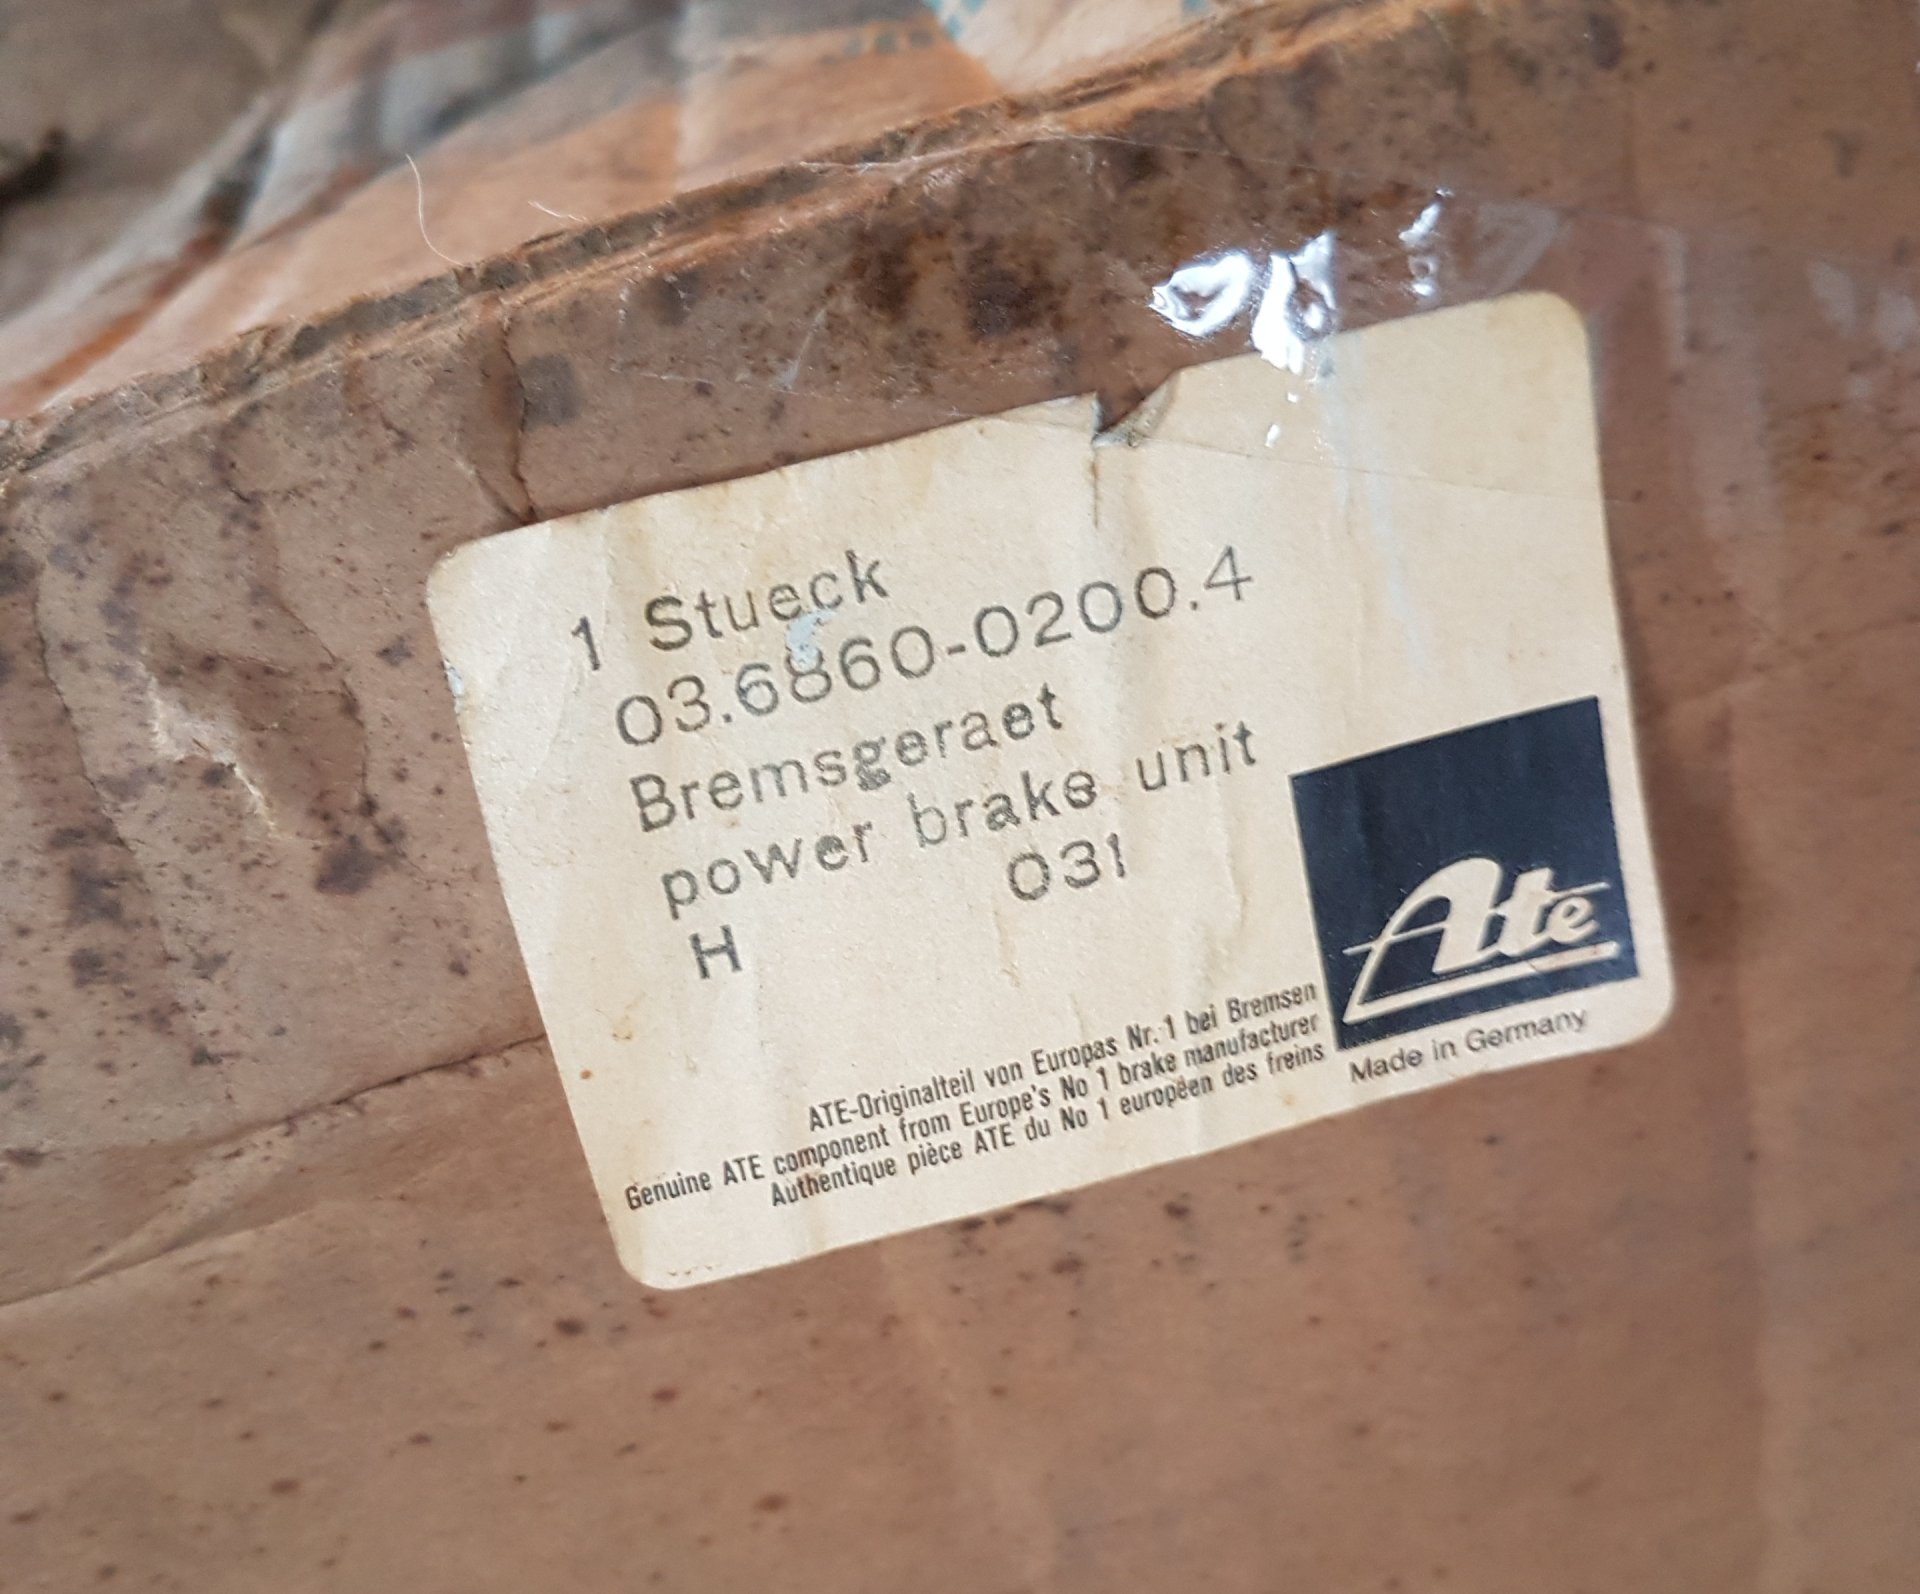 1 Stueck
03.6860-0200.4
Bremsgeraet
power brake unit
H 031
Ate
Made in Germany
ATE-Originalteil von Europas Nr. 1 bei Bremsen
Genuine ATE component from Europe's No 1 brake manufacturer
Authentique pièce ATE du No 1 européen des freins